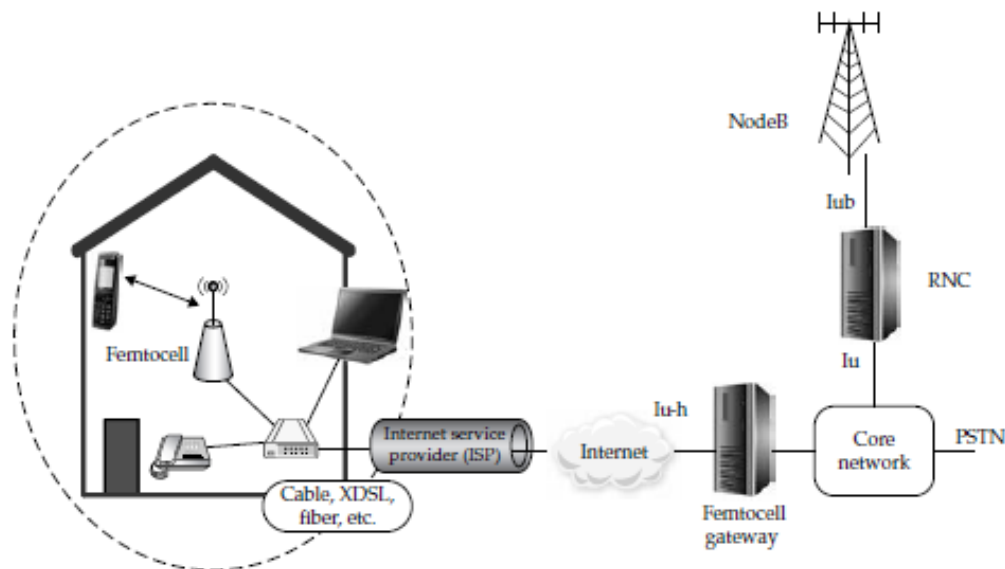 NodeB
Iub
RNC
Iu
Femtocell
Iu-h
Internet service
provider (ISP)
Internet
Core
network
PSTN
Cable, XDSL,
fiber, etc.
Femtocell
gateway